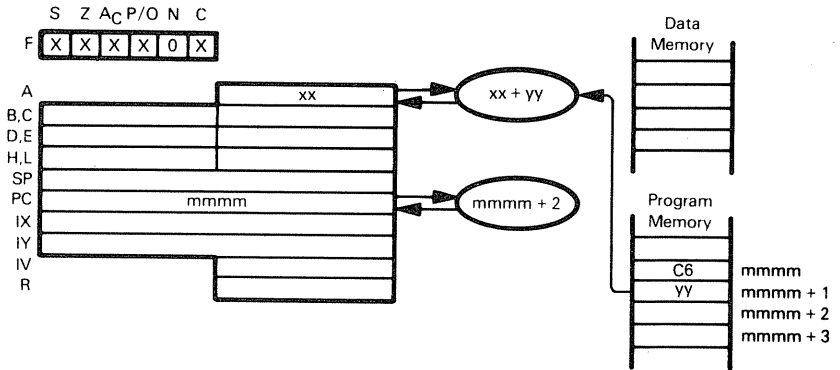 S Z AC P/O N C
F X X X X 0 X
Data
Memory
A xx
xx + yy
B,C
D,E
H,L
SP
PC mmmm
mmmm + 2
IX
IY
IV
R
Program
Memory
C6 mmmm
yy mmmm + 1
mmmm + 2
mmmm + 3